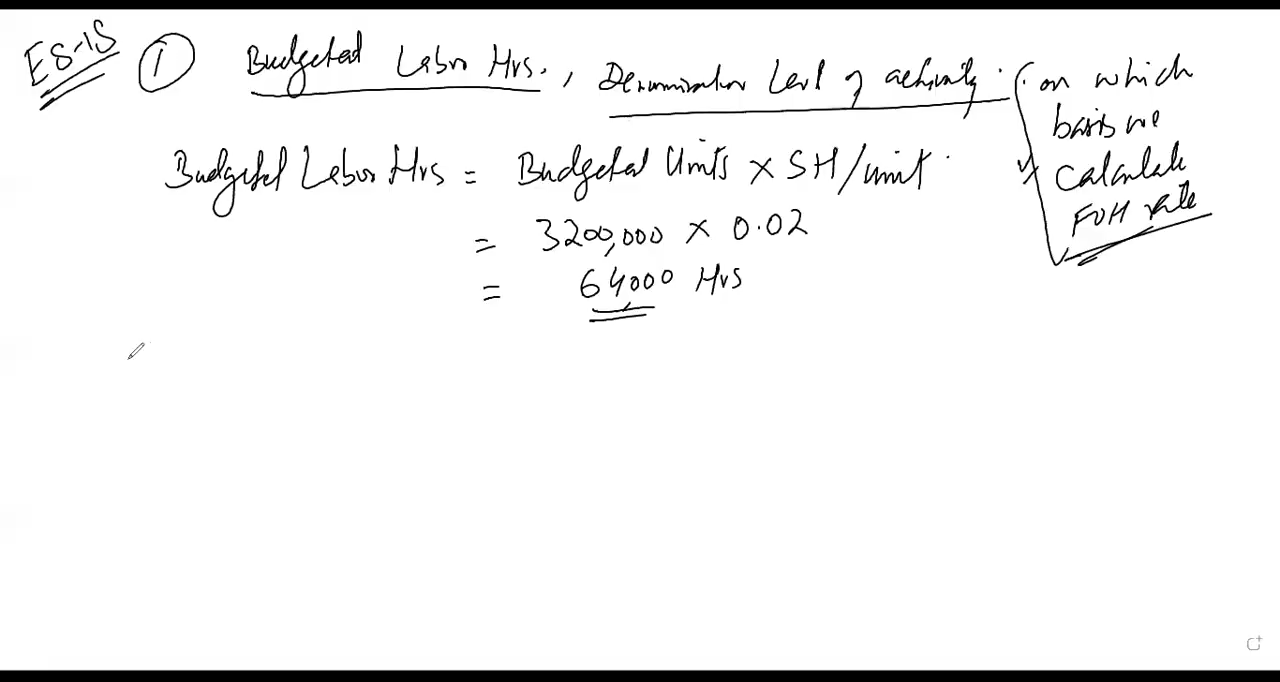 E8-18 ① Budgeted Labor Hrs., Denominator Level of activity. (on which
basis we
calculate
FOH rate
Budgeted Labor Hrs = Budgeted Units × SH/unit.
= 3200,000 × 0.02
= 64000 Hrs